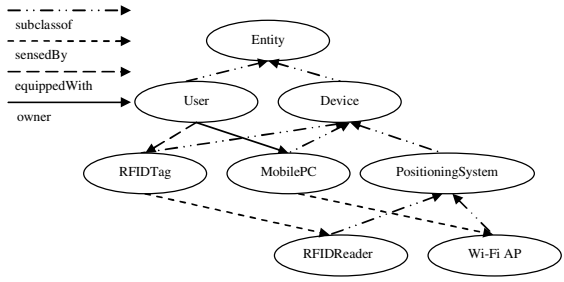 subclassof
sensedBy
equippedWith
owner
Entity
User
Device
RFIDTag
MobilePC
PositioningSystem
RFIDReader
Wi-Fi AP